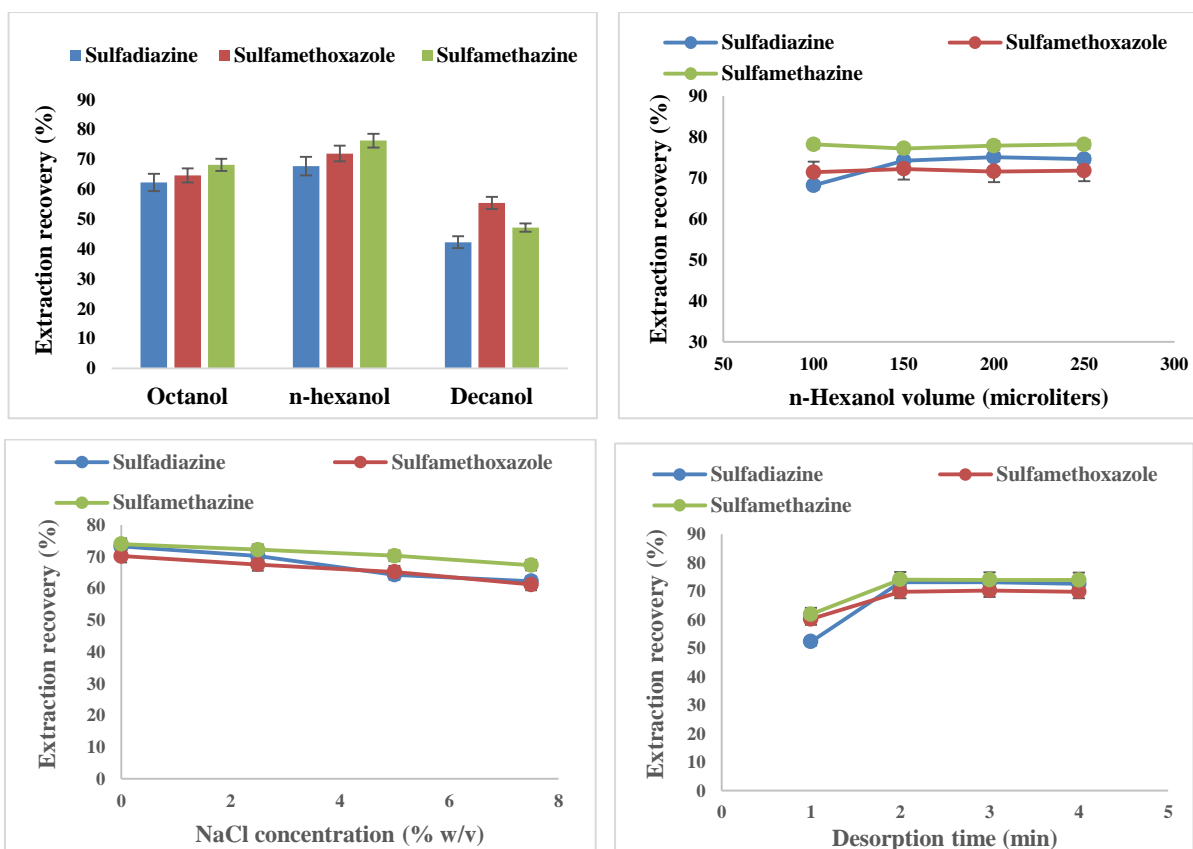 Sulfadiazine Sulfamethoxazole Sulfamethazine
Extraction recovery (%)
90
80
70
60
50
40
30
20
10
0
Octanol n-hexanol Decanol
Sulfadiazine Sulfamethoxazole
Sulfamethazine
Extraction recovery (%)
90
80
70
60
50
40
30
50 100 150 200 250 300
n-Hexanol volume (microliters)
Sulfadiazine Sulfamethoxazole
Sulfamethazine
Extraction recovery (%)
80
70
60
50
40
30
20
10
0
0 2 4 6 8
NaCl concentration (% w/v)
Sulfadiazine Sulfamethoxazole
Sulfamethazine
Extraction recovery (%)
90
80
70
60
50
40
30
20
10
0
0 1 2 3 4 5
Desorption time (min)